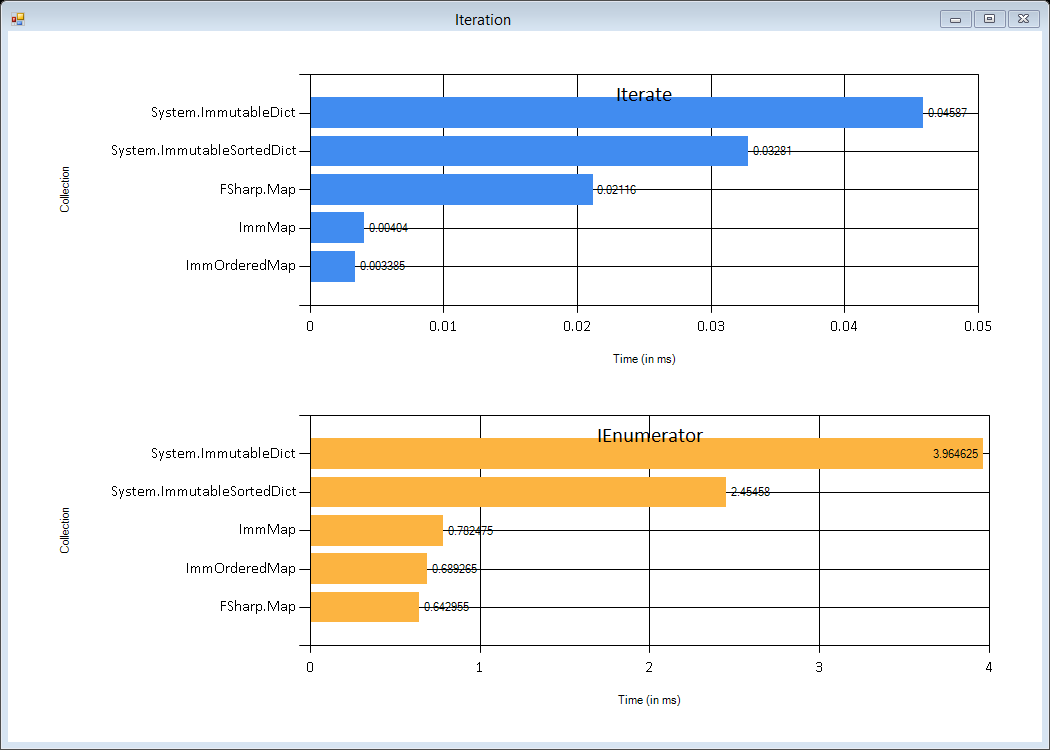 Iteration
Iterate
System.ImmutableDict
0.04587
System.ImmutableSortedDict
0.03281
FSharp.Map
0.02116
ImmMap
0.00404
ImmOrderedMap
0.003385
Collection
0 0.01 0.02 0.03 0.04 0.05
Time (in ms)
IEnumerator
System.ImmutableDict
3.964625
System.ImmutableSortedDict
2.45458
ImmMap
0.782475
ImmOrderedMap
0.689265
FSharp.Map
0.642955
Collection
0 1 2 3 4
Time (in ms)